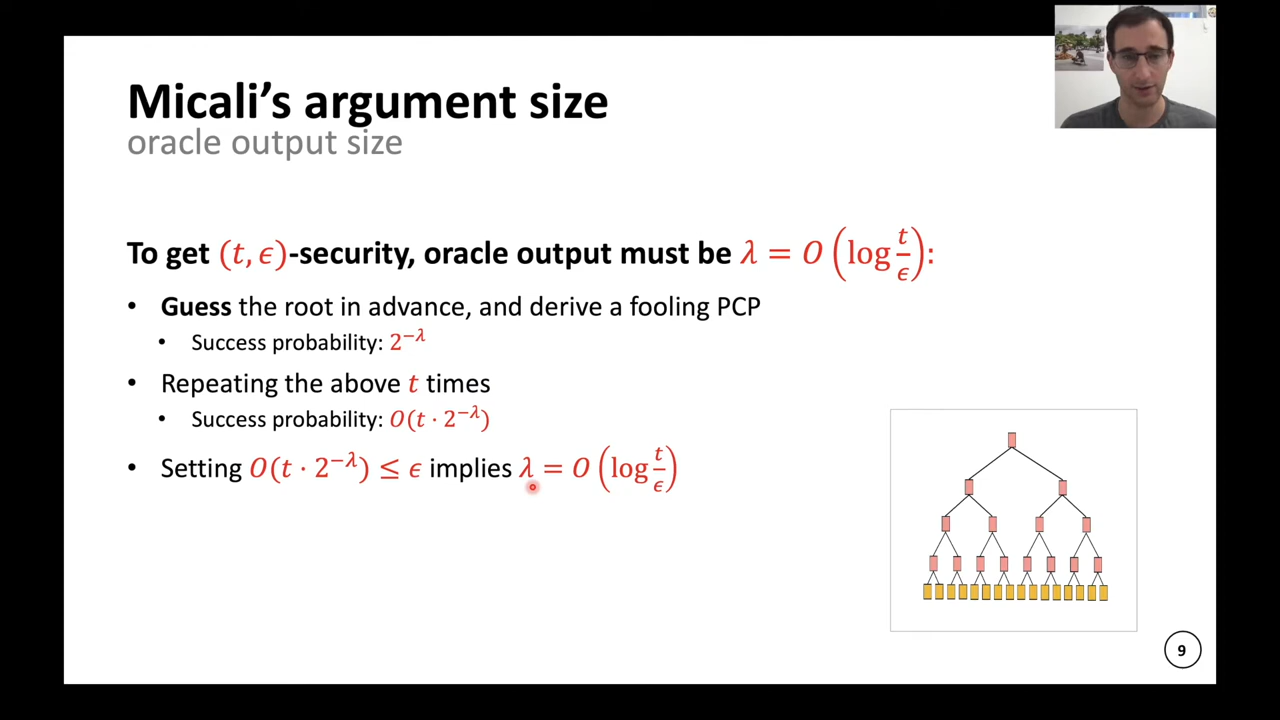 Micali’s argument size
oracle output size
To get (t, ϵ)-security, oracle output must be λ = O(log t/ϵ):
• Guess the root in advance, and derive a fooling PCP
• Success probability: 2^{−λ}
• Repeating the above t times
• Success probability: O(t · 2^{−λ})
• Setting O(t · 2^{−λ}) ≤ ϵ implies λ = O(log t/ϵ)
9